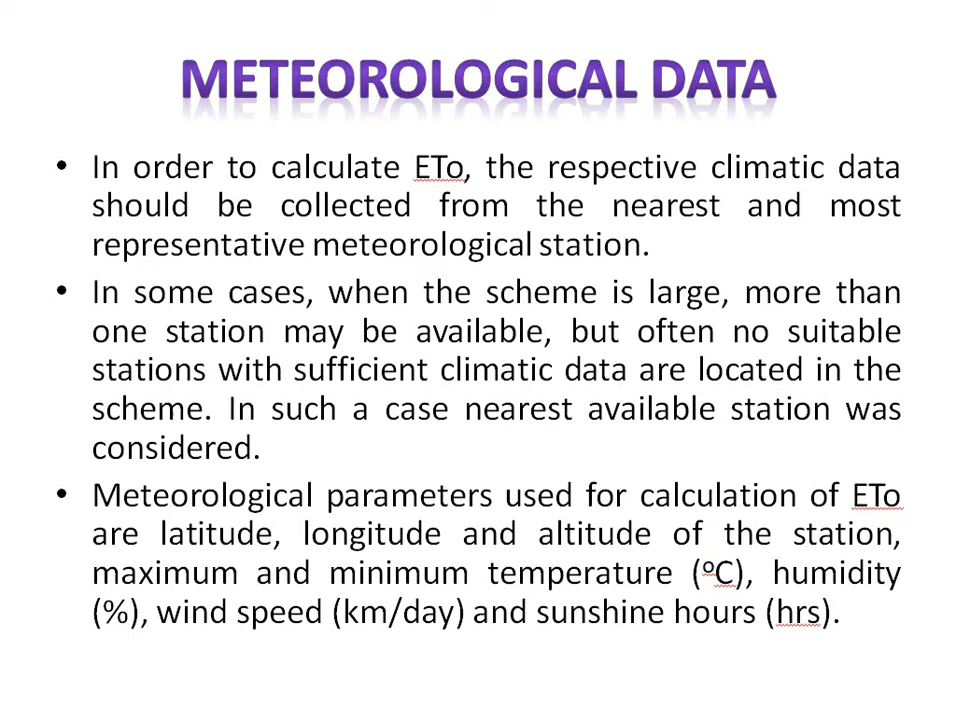 METEOROLOGICAL DATA
• In order to calculate ETo, the respective climatic data
should be collected from the nearest and most
representative meteorological station.
• In some cases, when the scheme is large, more than
one station may be available, but often no suitable
stations with sufficient climatic data are located in the
scheme. In such a case nearest available station was
considered.
• Meteorological parameters used for calculation of ETo
are latitude, longitude and altitude of the station,
maximum and minimum temperature (ºC), humidity
(%), wind speed (km/day) and sunshine hours (hrs).